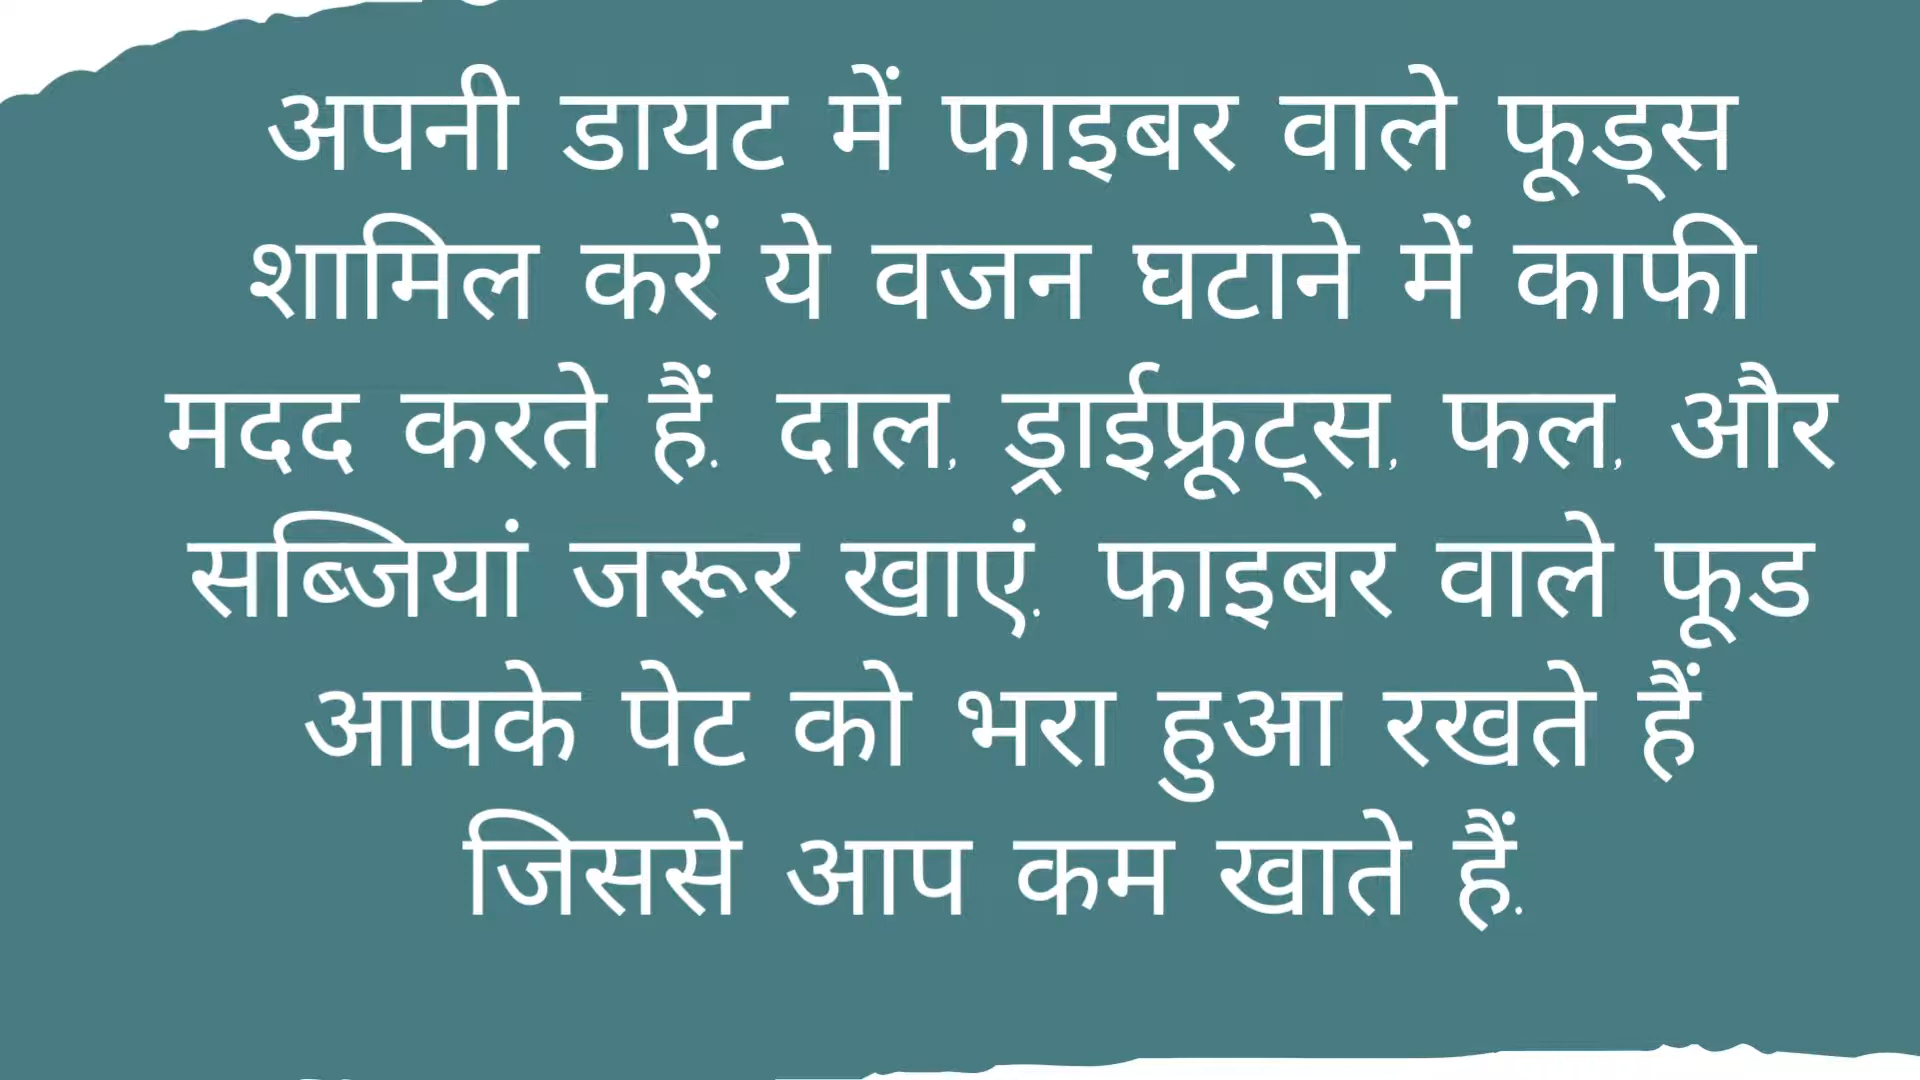 अपनी डायट में फाइबर वाले फूड्स
शामिल करें ये वजन घटाने में काफी
मदद करते हैं. दाल, ड्राईफ्रूट्स, फल, और
सब्जियां जरूर खाएं. फाइबर वाले फूड
आपके पेट को भरा हुआ रखते हैं
जिससे आप कम खाते हैं.